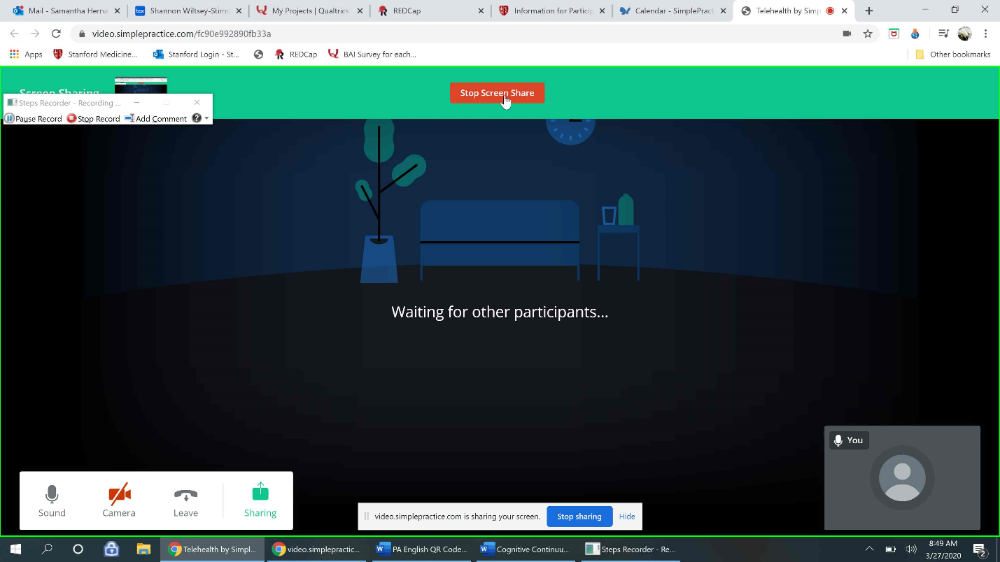 Mail - Samantha Herna
box
Shannon Wiltsey-Stirm
My Projects | Qualtrics
REDCap
Information for Particip
Calendar - SimplePract
Telehealth by Simp
video.simplepractice.com/fc90e992890fb33a
Apps
Stanford Medicine...
Stanford Login - St...
REDCap
BAI Survey for each...
Other bookmarks
Screen Sharing
Stop Screen Share
Steps Recorder - Recording ...
Pause Record
Stop Record
Add Comment
Waiting for other participants...
You
Sound
Camera
Leave
Sharing
video.simplepractice.com is sharing your screen.
Stop sharing
Hide
Telehealth by Simpl...
video.simplepractic...
PA English QR Code...
Cognitive Continuu...
Steps Recorder - Re...
8:49 AM
3/27/2020
2